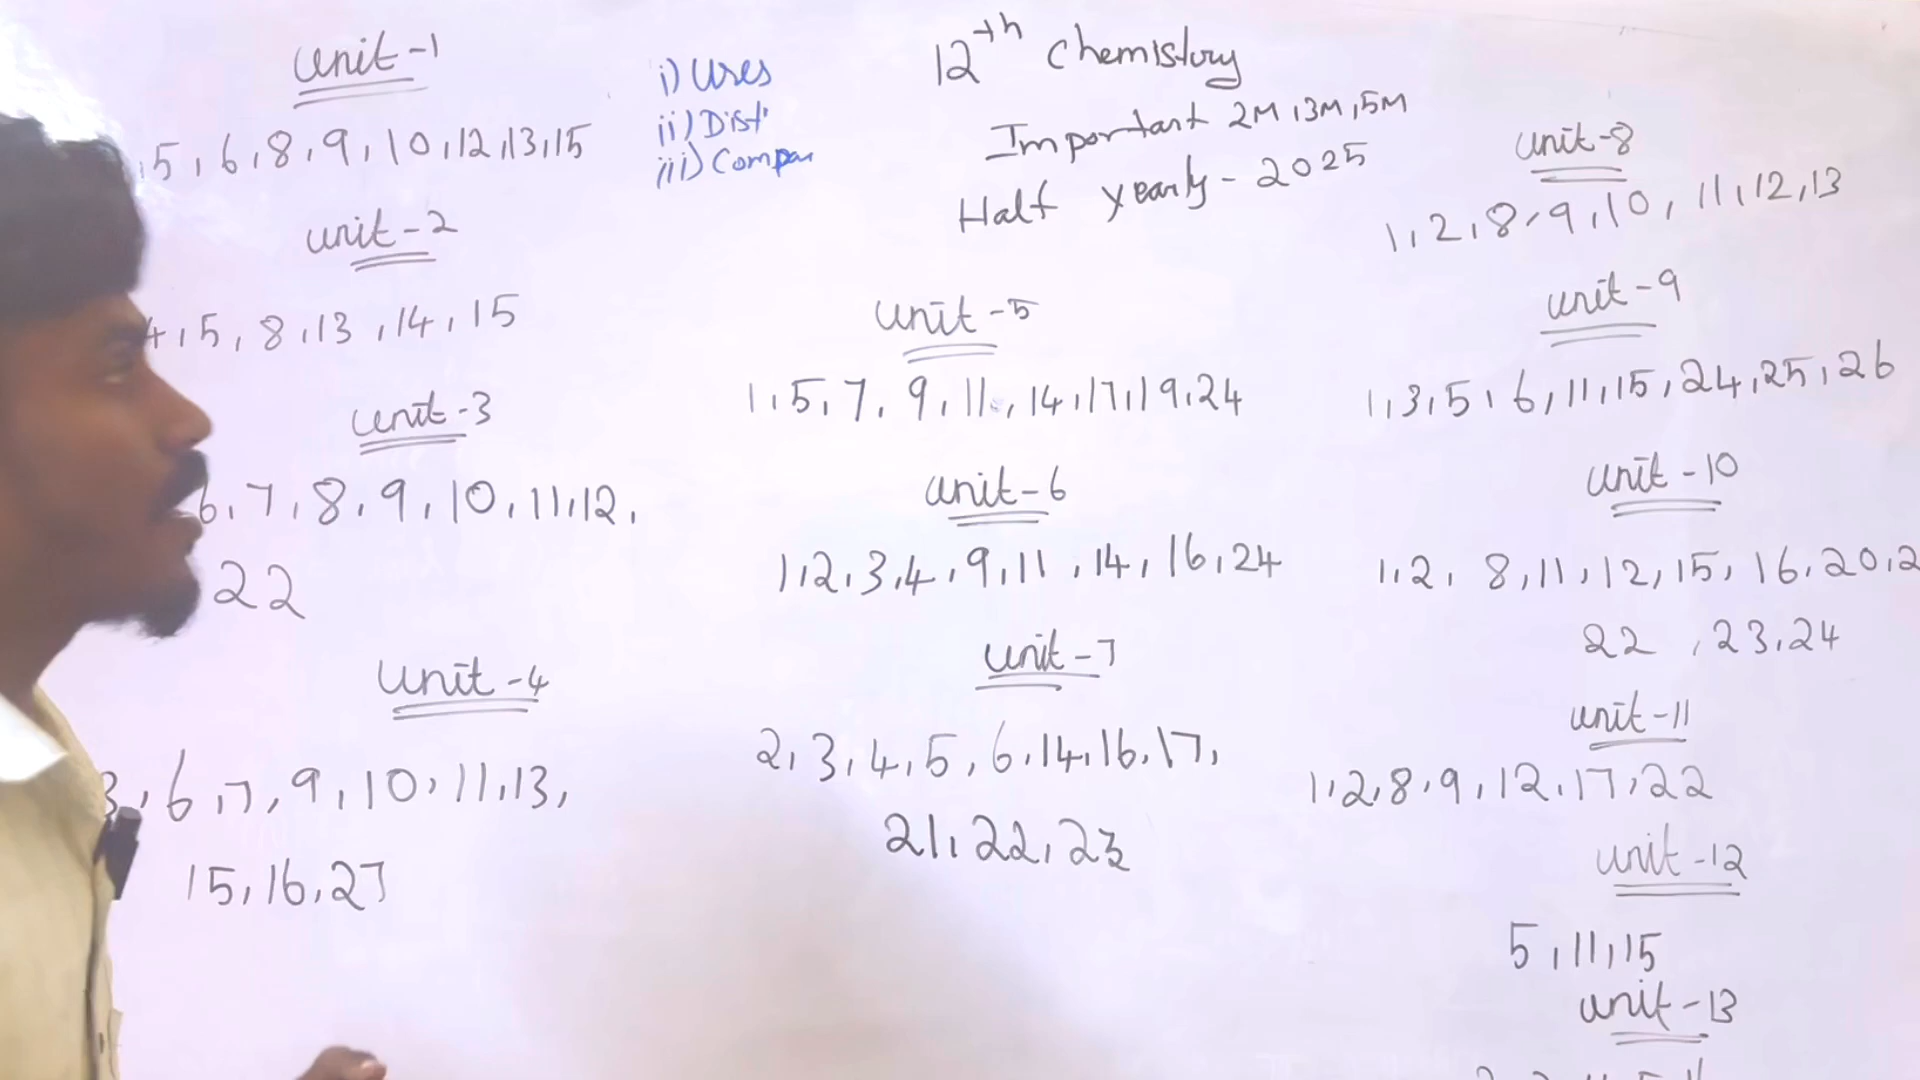 unit-1
5, 6, 8, 9, 10, 12, 13, 15
unit-2
4, 5, 8, 13, 14, 15
unit-3
6, 7, 8, 9, 10, 11, 12,
22
unit-4
3, 6, 7, 9, 10, 11, 13,
15, 16, 27
i) Uses
ii) Dist'
iii) Compar
12th Chemistry
Important 2M, 3M, 5M
Half yearly - 2025
unit-5
1, 5, 7, 9, 11, 14, 17, 19, 24
unit-6
1, 2, 3, 4, 9, 11, 14, 16, 24
unit-7
2, 3, 4, 5, 6, 14, 16, 17,
21, 22, 23
unit-8
1, 2, 8, 9, 10, 11, 12, 13
unit-9
1, 3, 5, 6, 11, 15, 24, 25, 26
unit-10
1, 2, 8, 11, 12, 15, 16, 20, 2
22, 23, 24
unit-11
1, 2, 8, 9, 12, 17, 22
unit-12
5, 11, 15
unit-13